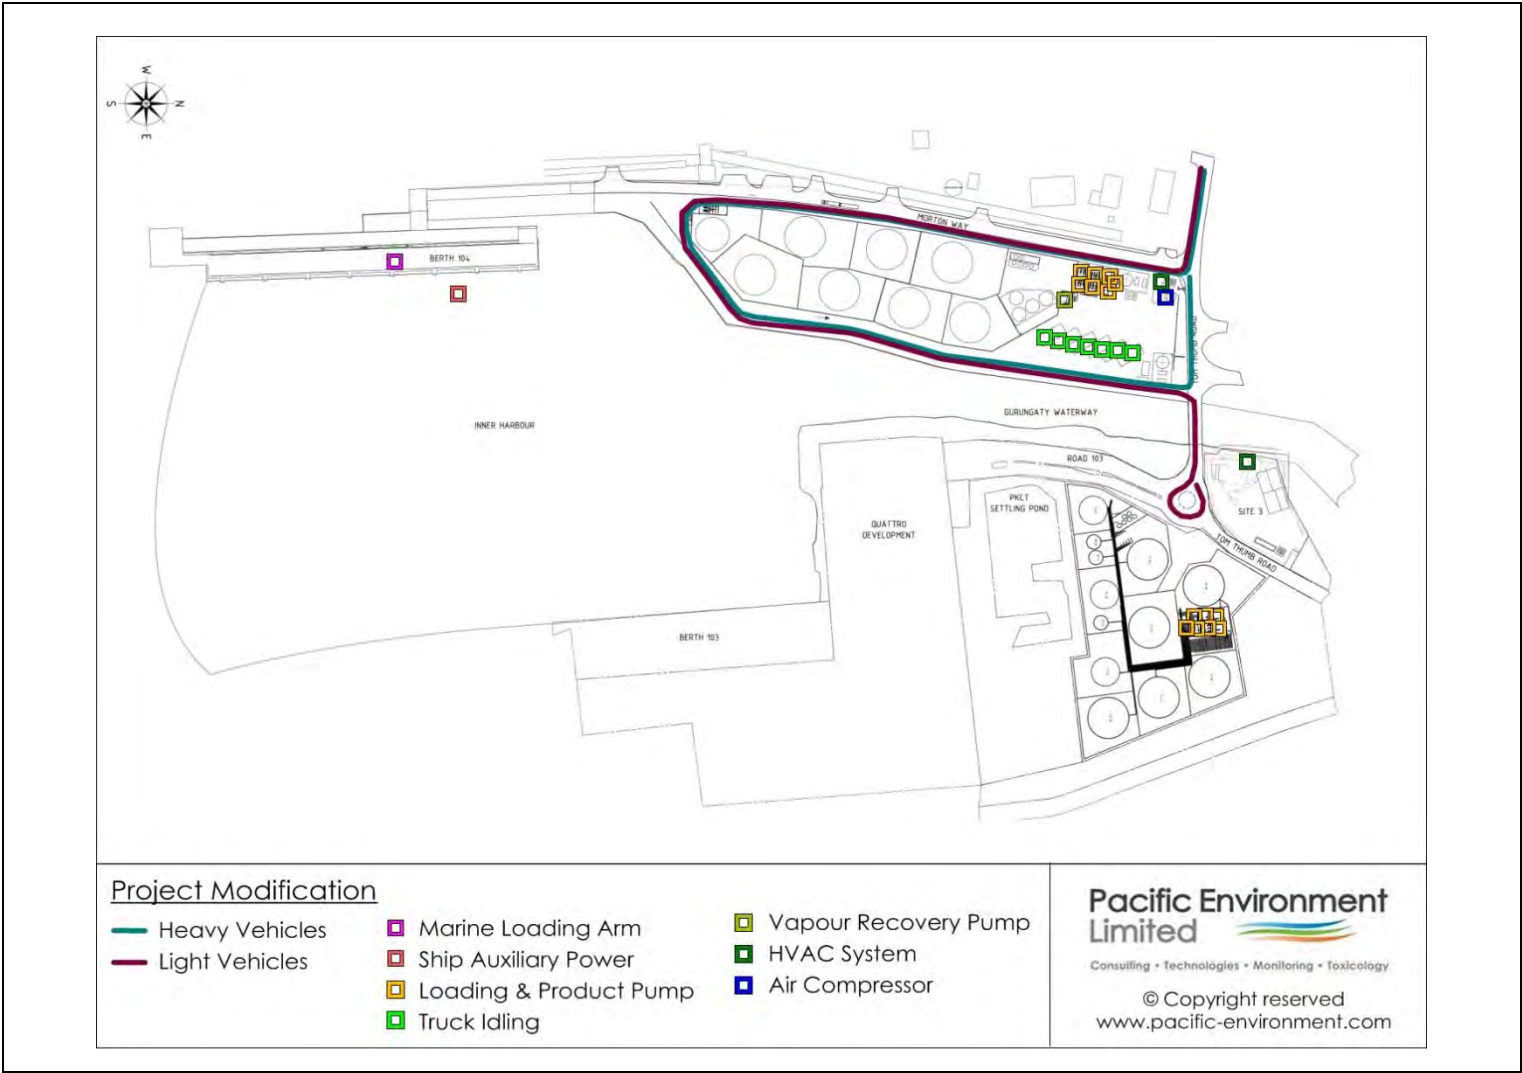 W
S
N
E
MORTON WAY
BERTH 104
TOM THUMB ROAD
GURUNGATY WATERWAY
INNER HARBOUR
ROAD 103
PKCT
SETTLING POND
SITE 3
QUATTRO
DEVELOPMENT
TOM THUMB ROAD
BERTH 103
Project Modification
Heavy Vehicles
Light Vehicles
Marine Loading Arm
Ship Auxiliary Power
Loading & Product Pump
Truck Idling
Vapour Recovery Pump
HVAC System
Air Compressor
Pacific Environment
Limited
Consulting • Technologies • Monitoring • Toxicology
© Copyright reserved
www.pacific-environment.com